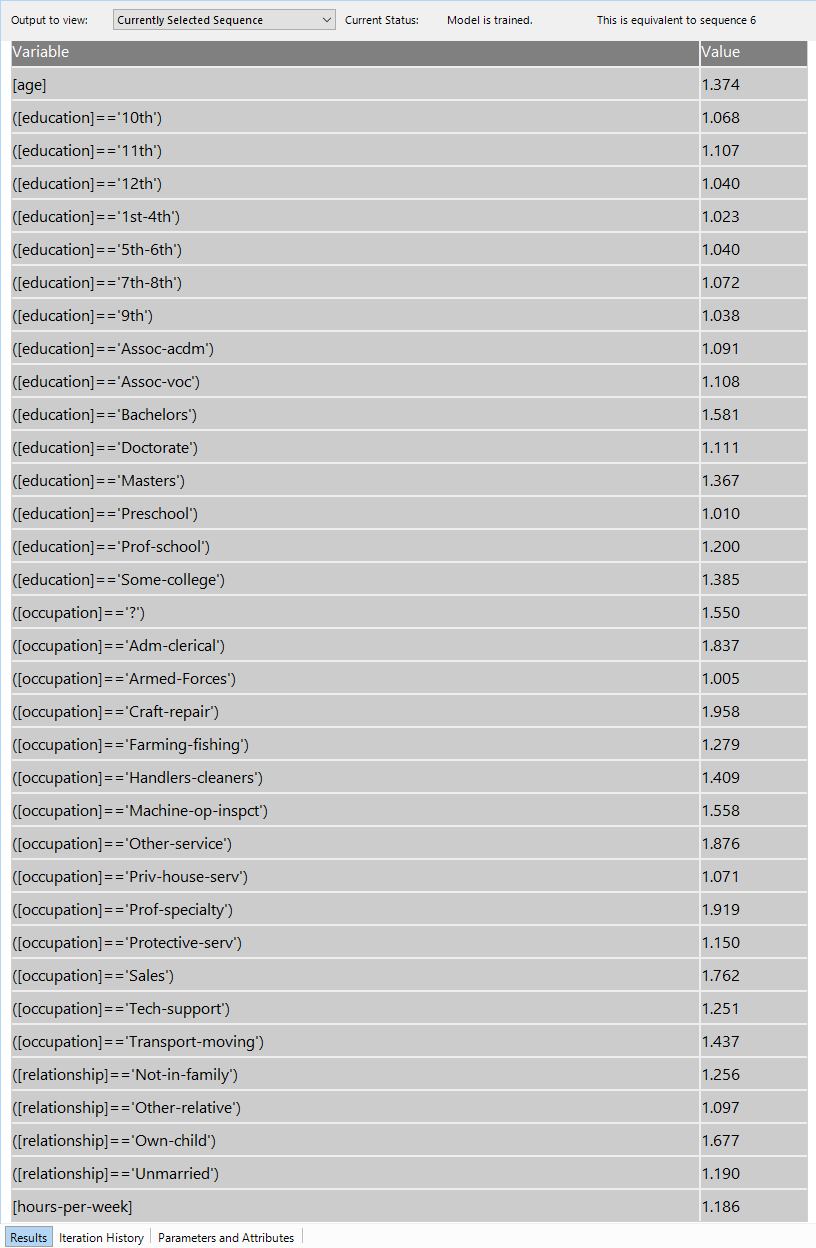 Output to view: Currently Selected Sequence Current Status: Model is trained. This is equivalent to sequence 6
Variable Value
[age] 1.374
([education]=='10th') 1.068
([education]=='11th') 1.107
([education]=='12th') 1.040
([education]=='1st-4th') 1.023
([education]=='5th-6th') 1.040
([education]=='7th-8th') 1.072
([education]=='9th') 1.038
([education]=='Assoc-acdm') 1.091
([education]=='Assoc-voc') 1.108
([education]=='Bachelors') 1.581
([education]=='Doctorate') 1.111
([education]=='Masters') 1.367
([education]=='Preschool') 1.010
([education]=='Prof-school') 1.200
([education]=='Some-college') 1.385
([occupation]=='?') 1.550
([occupation]=='Adm-clerical') 1.837
([occupation]=='Armed-Forces') 1.005
([occupation]=='Craft-repair') 1.958
([occupation]=='Farming-fishing') 1.279
([occupation]=='Handlers-cleaners') 1.409
([occupation]=='Machine-op-inspct') 1.558
([occupation]=='Other-service') 1.876
([occupation]=='Priv-house-serv') 1.071
([occupation]=='Prof-specialty') 1.919
([occupation]=='Protective-serv') 1.150
([occupation]=='Sales') 1.762
([occupation]=='Tech-support') 1.251
([occupation]=='Transport-moving') 1.437
([relationship]=='Not-in-family') 1.256
([relationship]=='Other-relative') 1.097
([relationship]=='Own-child') 1.677
([relationship]=='Unmarried') 1.190
[hours-per-week] 1.186
Results Iteration History Parameters and Attributes